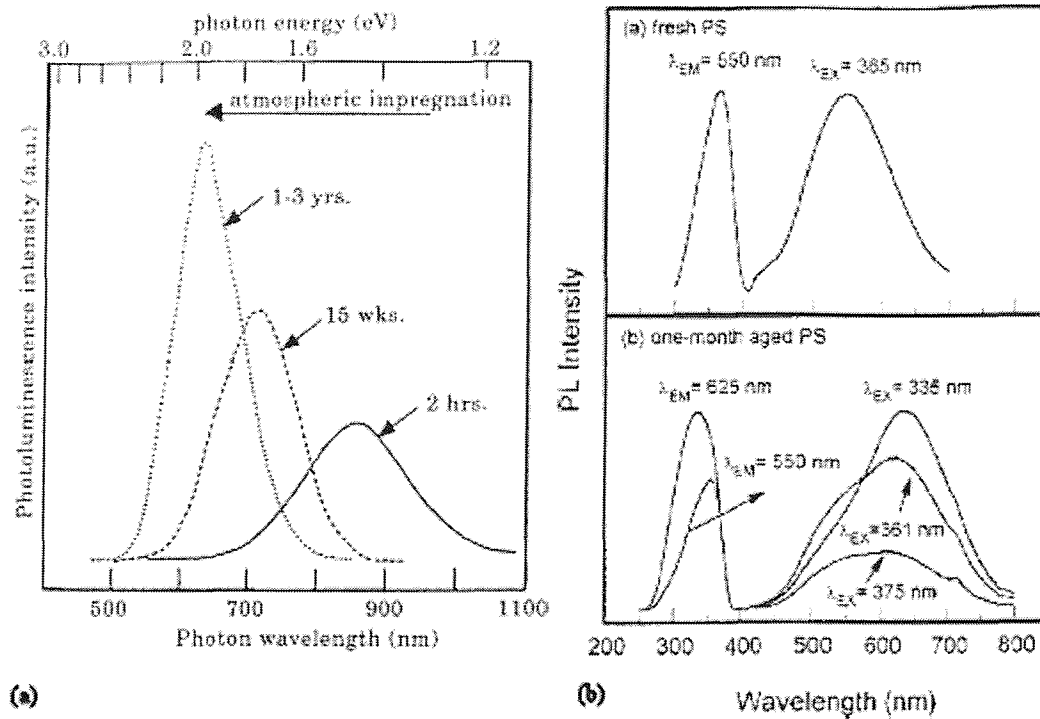 photon energy (eV)
3.0 2.0 1.6 1.2
atmospheric impregnation
1-3 yrs.
15 wks.
2 hrs.
Photoluminescence intensity (a.u.)
500 700 900 1100
Photon wavelength (nm)
(a)
(a) fresh PS
λEM= 550 nm λEX= 365 nm
PL Intensity
(b) one-month aged PS
λEM= 625 nm λEX= 335 nm
λEM= 550 nm
λEX=361 nm
λEX=375 nm
200 300 400 500 600 700 800
Wavelength (nm)
(b)